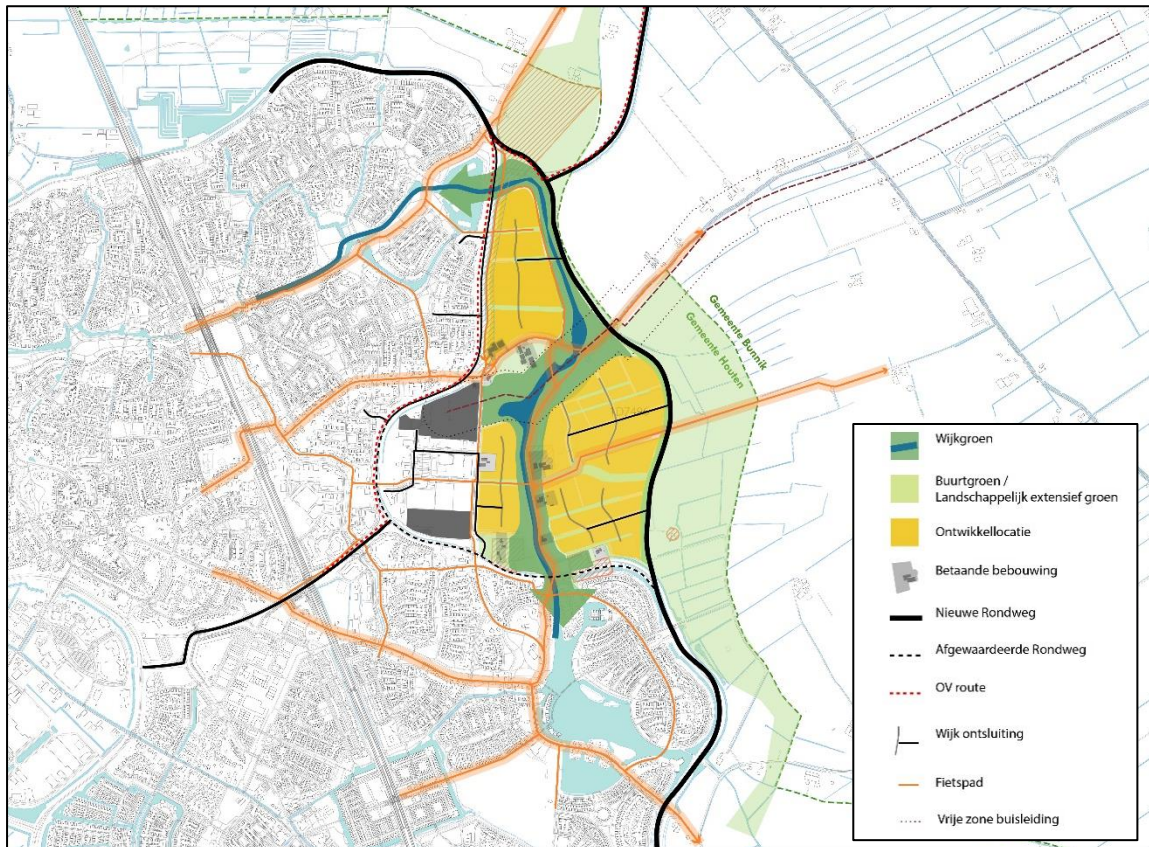 Gemeente Bunnik
Gemeente Houten
Wijkgroen
Buurtgroen /
Landschappelijk extensief groen
Ontwikkellocatie
Betaande bebouwing
Nieuwe Rondweg
Afgewaardeerde Rondweg
OV route
Wijk ontsluiting
Fietspad
Vrije zone buisleiding